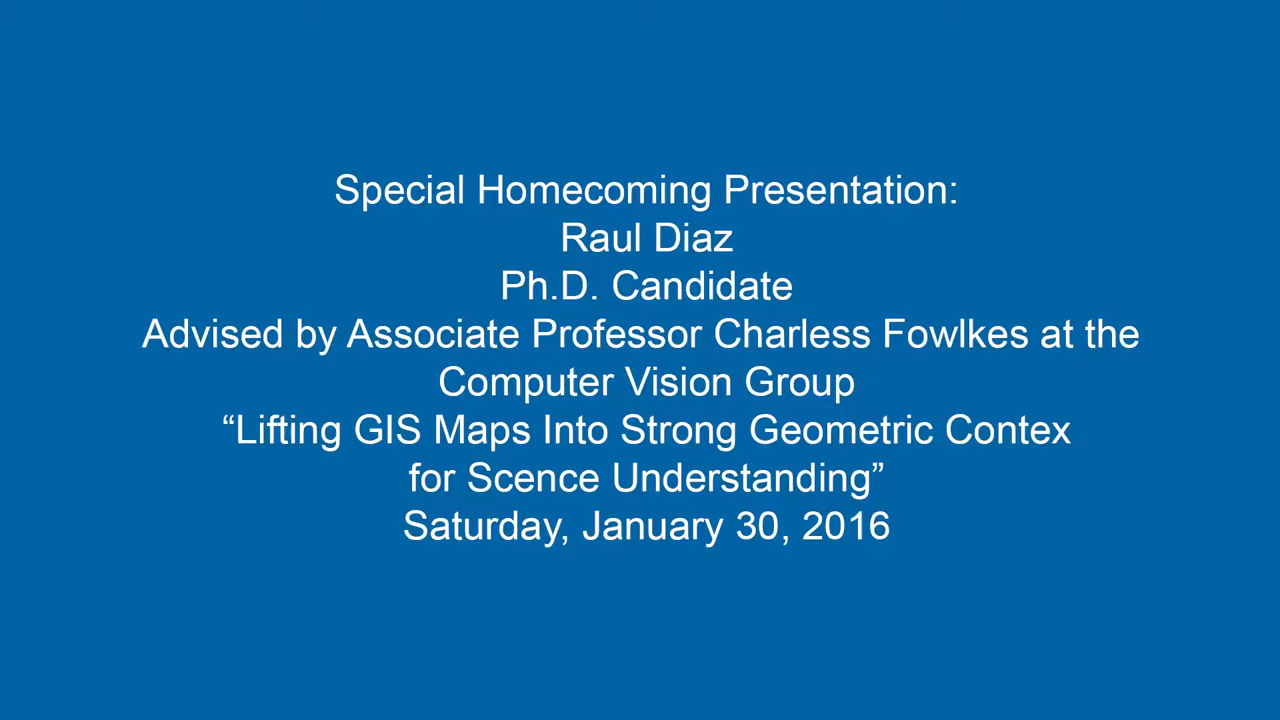 Special Homecoming Presentation:
Raul Diaz
Ph.D. Candidate
Advised by Associate Professor Charless Fowlkes at the
Computer Vision Group
“Lifting GIS Maps Into Strong Geometric Contex
for Scence Understanding”
Saturday, January 30, 2016